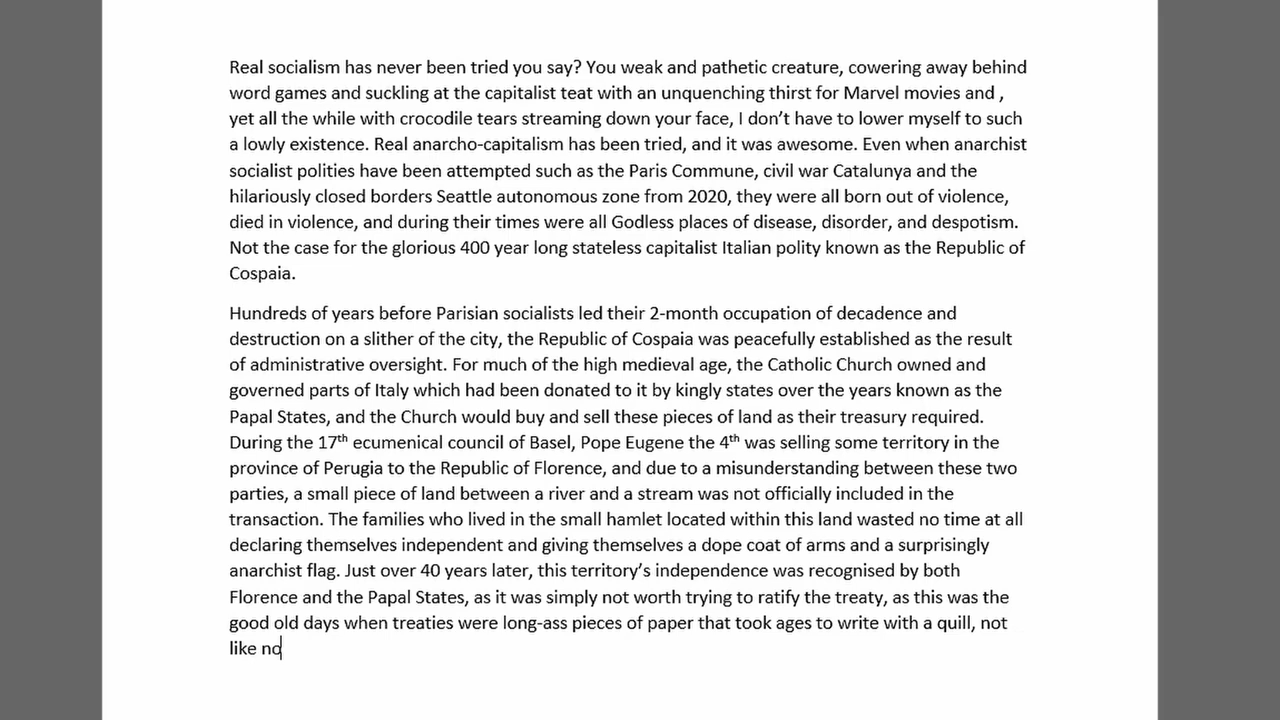 Real socialism has never been tried you say? You weak and pathetic creature, cowering away behind
word games and suckling at the capitalist teat with an unquenching thirst for Marvel movies and ,
yet all the while with crocodile tears streaming down your face, I don’t have to lower myself to such
a lowly existence. Real anarcho-capitalism has been tried, and it was awesome. Even when anarchist
socialist polities have been attempted such as the Paris Commune, civil war Catalunya and the
hilariously closed borders Seattle autonomous zone from 2020, they were all born out of violence,
died in violence, and during their times were all Godless places of disease, disorder, and despotism.
Not the case for the glorious 400 year long stateless capitalist Italian polity known as the Republic of
Cospaia.
Hundreds of years before Parisian socialists led their 2-month occupation of decadence and
destruction on a slither of the city, the Republic of Cospaia was peacefully established as the result
of administrative oversight. For much of the high medieval age, the Catholic Church owned and
governed parts of Italy which had been donated to it by kingly states over the years known as the
Papal States, and the Church would buy and sell these pieces of land as their treasury required.
During the 17th ecumenical council of Basel, Pope Eugene the 4th was selling some territory in the
province of Perugia to the Republic of Florence, and due to a misunderstanding between these two
parties, a small piece of land between a river and a stream was not officially included in the
transaction. The families who lived in the small hamlet located within this land wasted no time at all
declaring themselves independent and giving themselves a dope coat of arms and a surprisingly
anarchist flag. Just over 40 years later, this territory’s independence was recognised by both
Florence and the Papal States, as it was simply not worth trying to ratify the treaty, as this was the
good old days when treaties were long-ass pieces of paper that took ages to write with a quill, not
like no